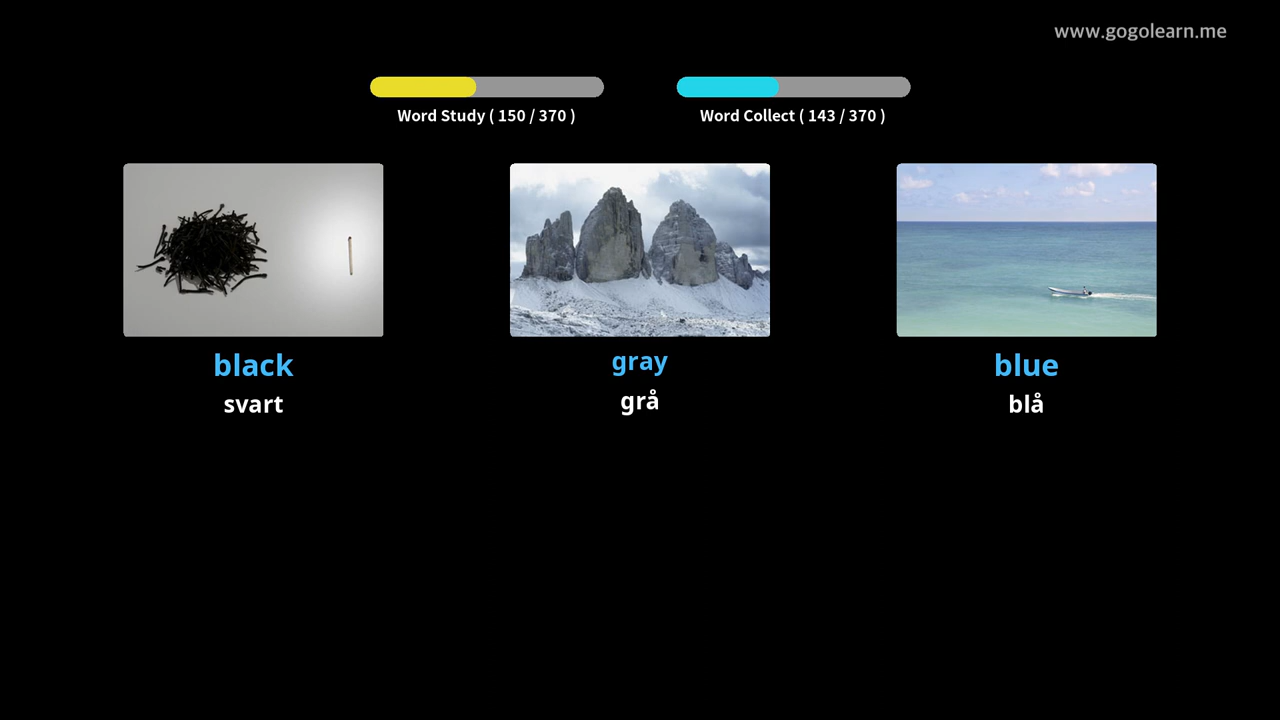 www.gogolearn.me
Word Study ( 150 / 370 )
Word Collect ( 143 / 370 )
black
svart
gray
grå
blue
blå